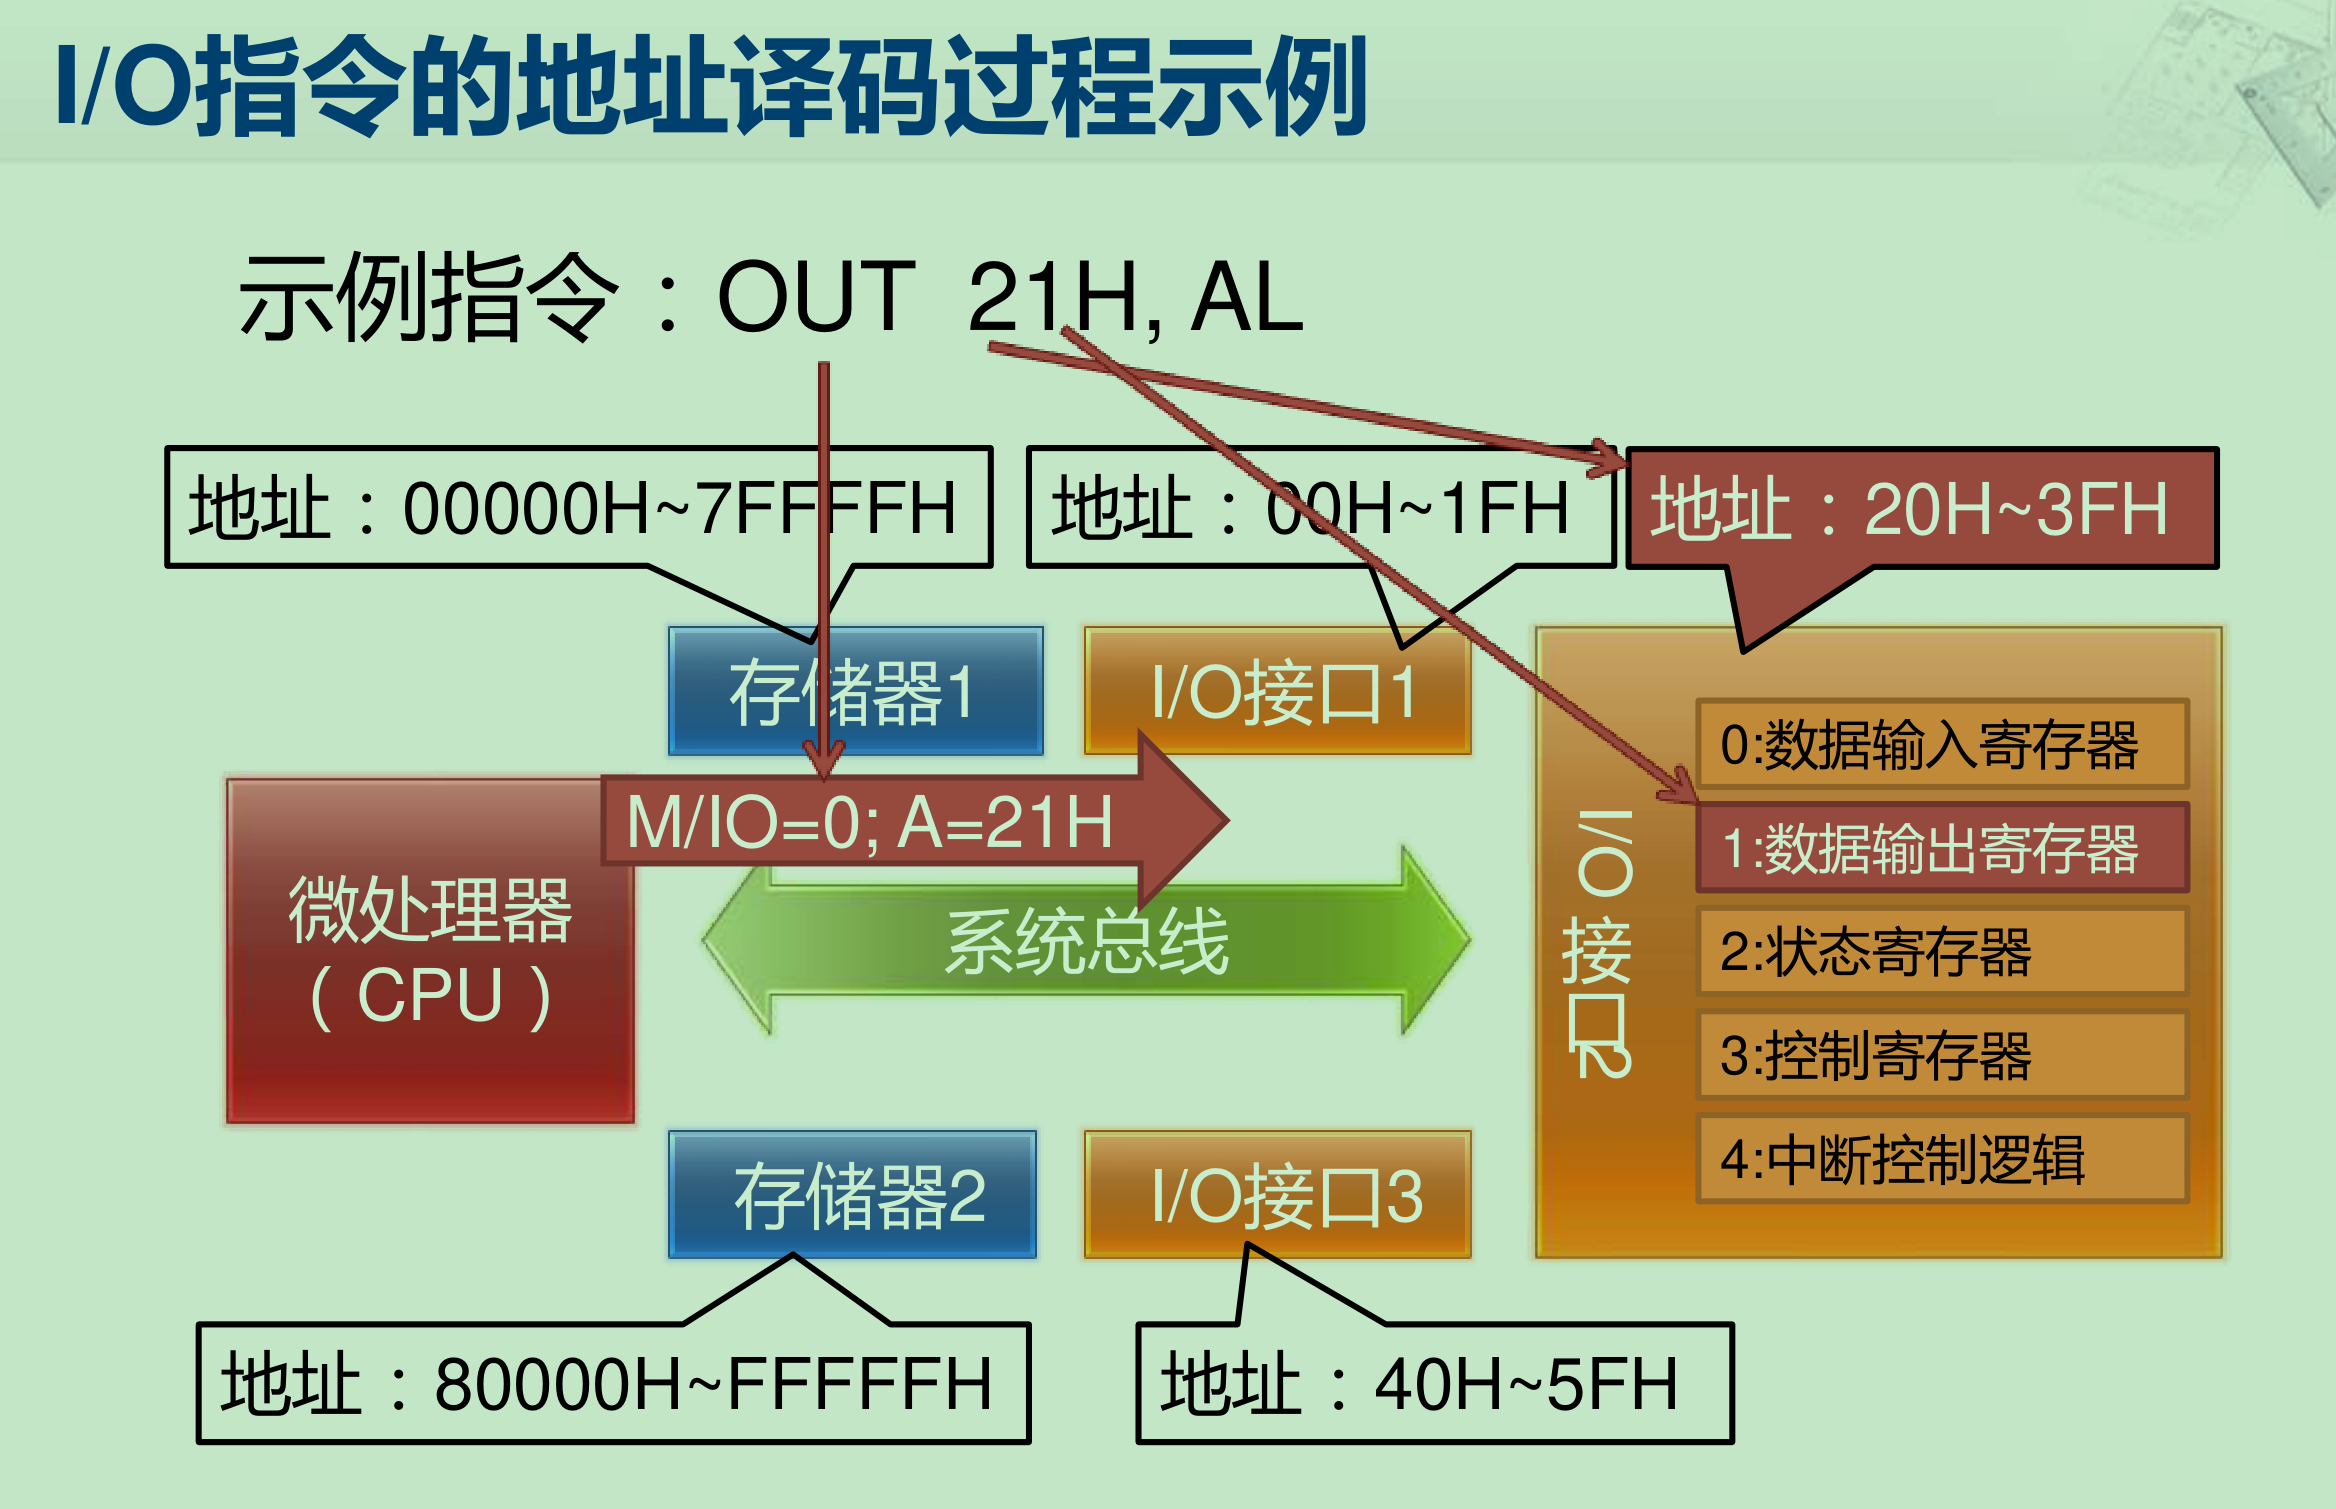 I/O指令的地址译码过程示例
示例指令：OUT 21H, AL
地址：00000H~7FFFFH
地址：00H~1FH
地址：20H~3FH
存储器1
I/O接口1
M/IO=0; A=21H
微处理器
（CPU）
系统总线
I/O接口2
0:数据输入寄存器
1:数据输出寄存器
2:状态寄存器
3:控制寄存器
4:中断控制逻辑
存储器2
I/O接口3
地址：80000H~FFFFFH
地址：40H~5FH